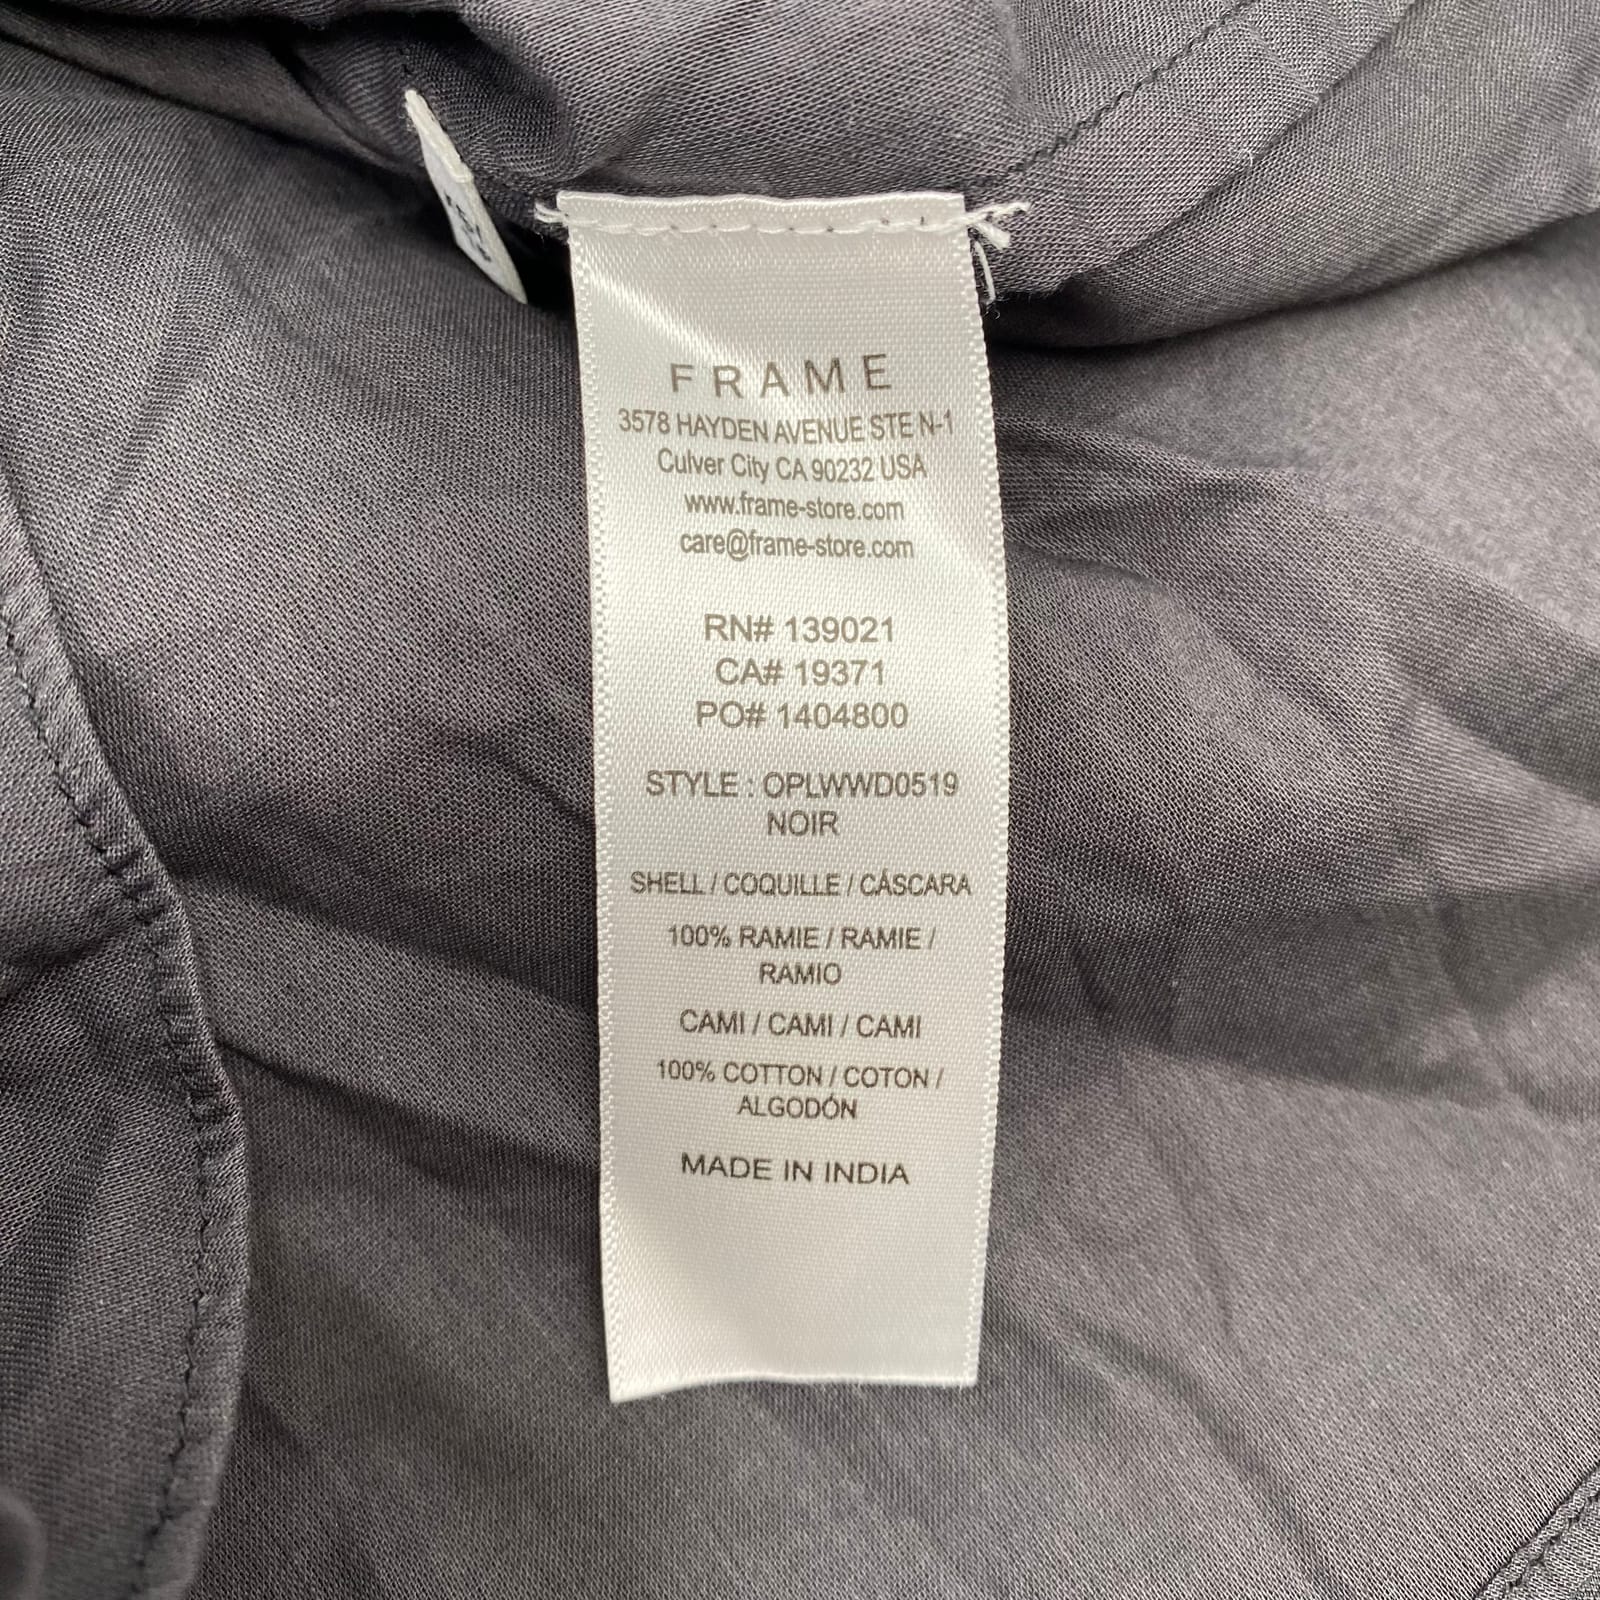 FRAME
3578 HAYDEN AVENUE STE N-1
Culver City CA 90232 USA
www.frame-store.com
care@frame-store.com
RN# 139021
CA# 19371
PO# 1404800
STYLE : OPLWWD0519
NOIR
SHELL / COQUILLE / CÁSCARA
100% RAMIE / RAMIE /
RAMIO
CAMI / CAMI / CAMI
100% COTTON / COTON /
ALGODÓN
MADE IN INDIA